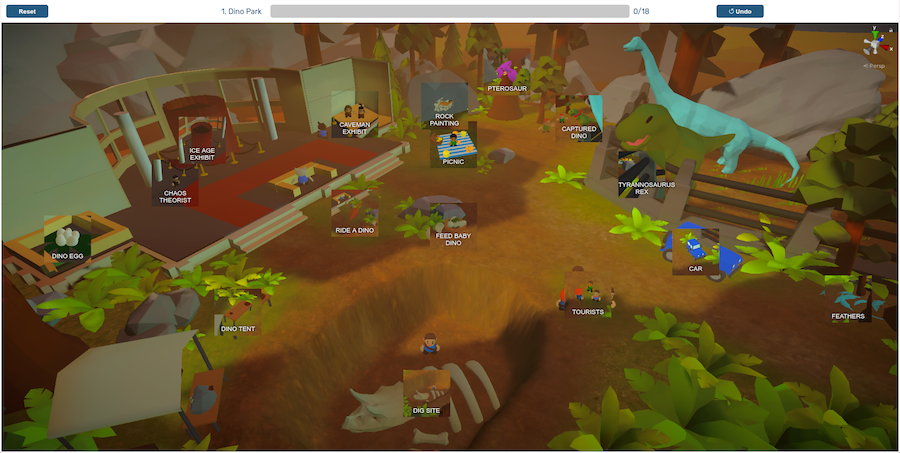 Reset
1. Dino Park
0/18
Undo
y
x
< Persp
PTEROSAUR
ROCK
PAINTING
CAVEMAN
EXHIBIT
CAPTURED
DINO
ICE AGE
EXHIBIT
PICNIC
TYRANNOSAURUS
REX
CHAOS
THEORIST
RIDE A DINO
FEED BABY
DINO
DINO EGG
CAR
TOURISTS
FEATHERS
DINO TENT
DIG SITE